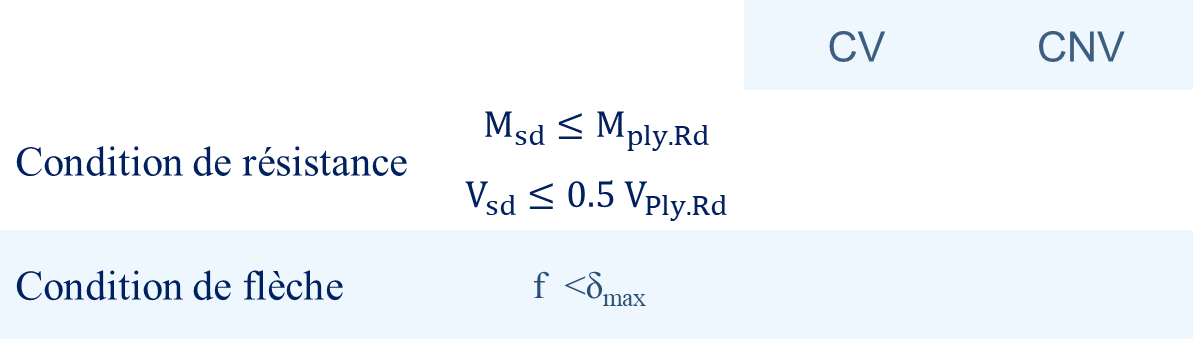 CV CNV
Condition de résistance
M_sd ≤ M_ply.Rd
V_sd ≤ 0.5 V_Ply.Rd
Condition de flèche f <δ_max